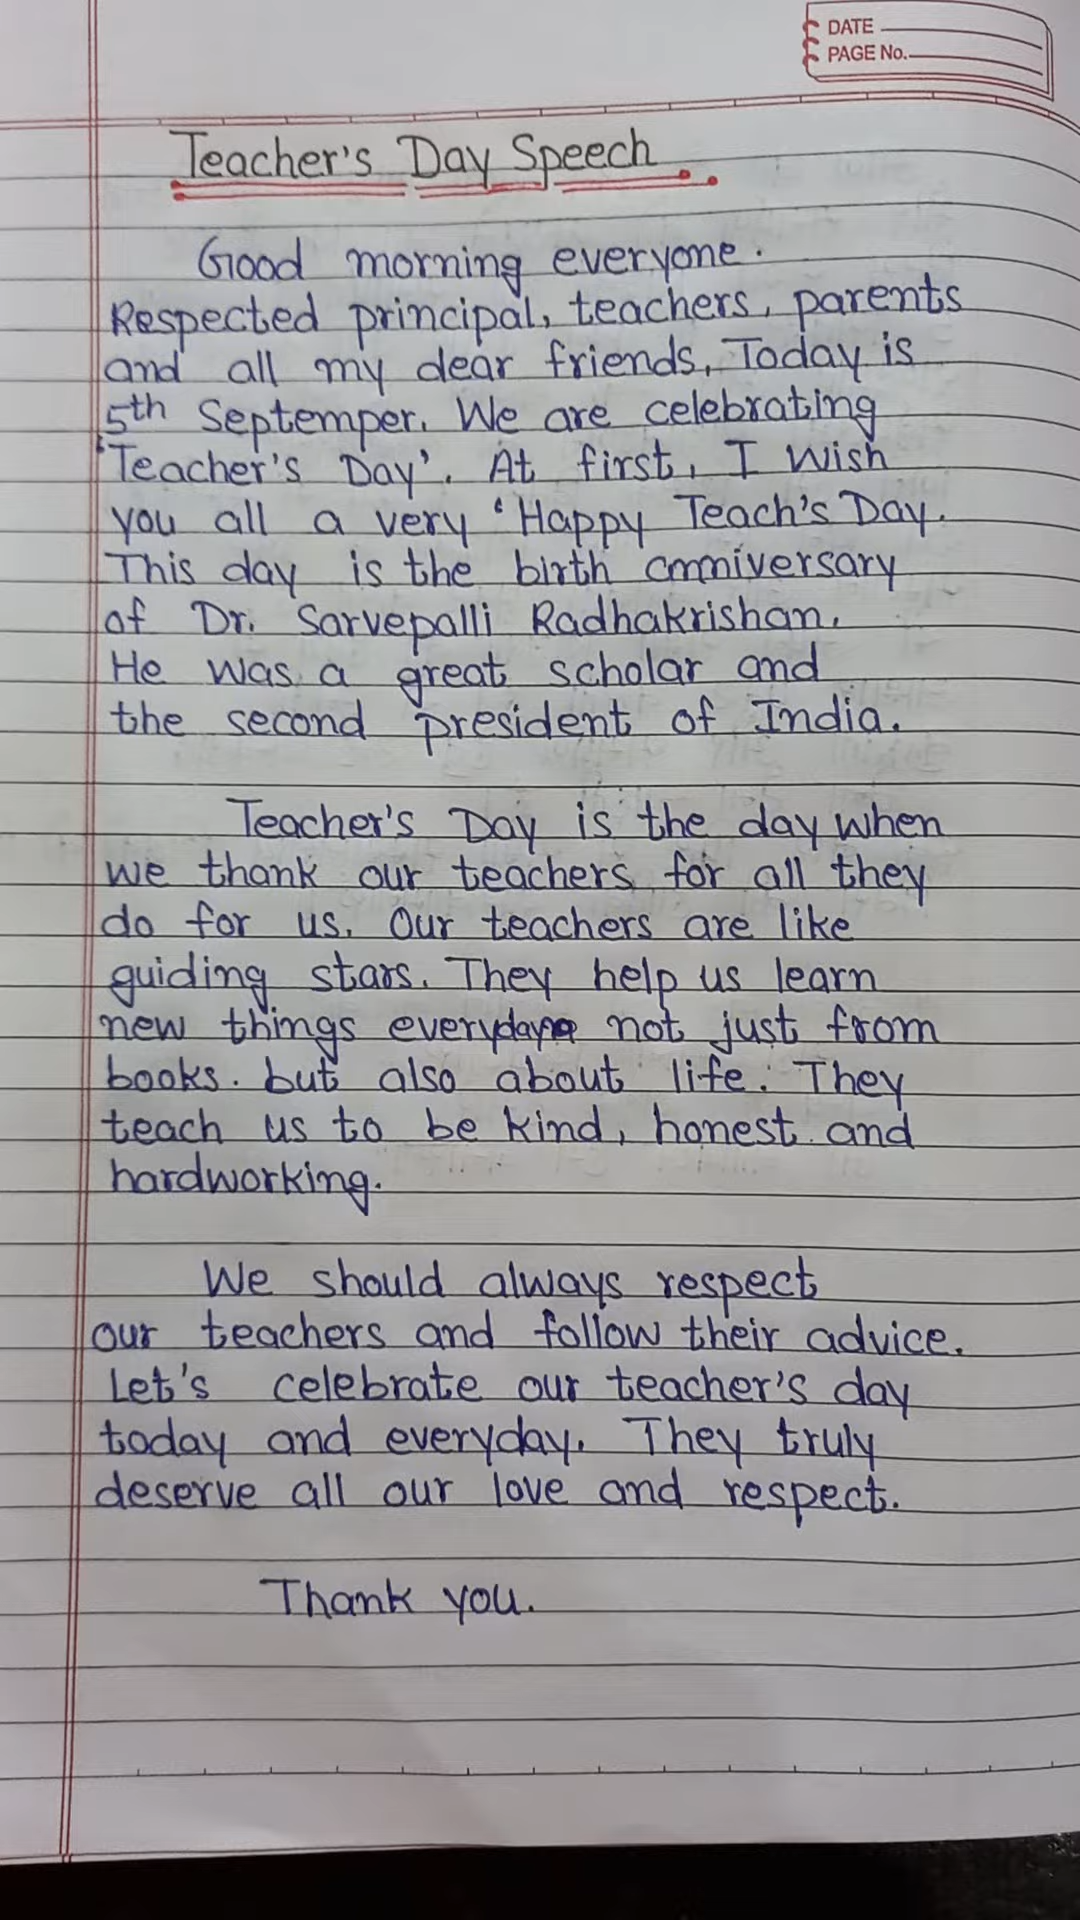 DATE
PAGE No.
Teacher's Day Speech
Good morning everyone.
Respected principal, teachers, parents
and all my dear friends, Today is
5th Septemper. We are celebrating
'Teacher's Day'. At first, I wish
you all a very 'Happy Teach's Day.
This day is the birth anniversary
of Dr. Sarvepalli Radhakrishan.
He was a great scholar and
the second president of India.
Teacher's Day is the day when
we thank our teachers for all they
do for us. Our teachers are like
guiding stars. They help us learn
new things everyday not just from
books. but also about life. They
teach us to be kind, honest and
hardworking.
We should always respect
our teachers and follow their advice.
Let's celebrate our teacher's day
today and everyday. They truly
deserve all our love and respect.
Thank you.